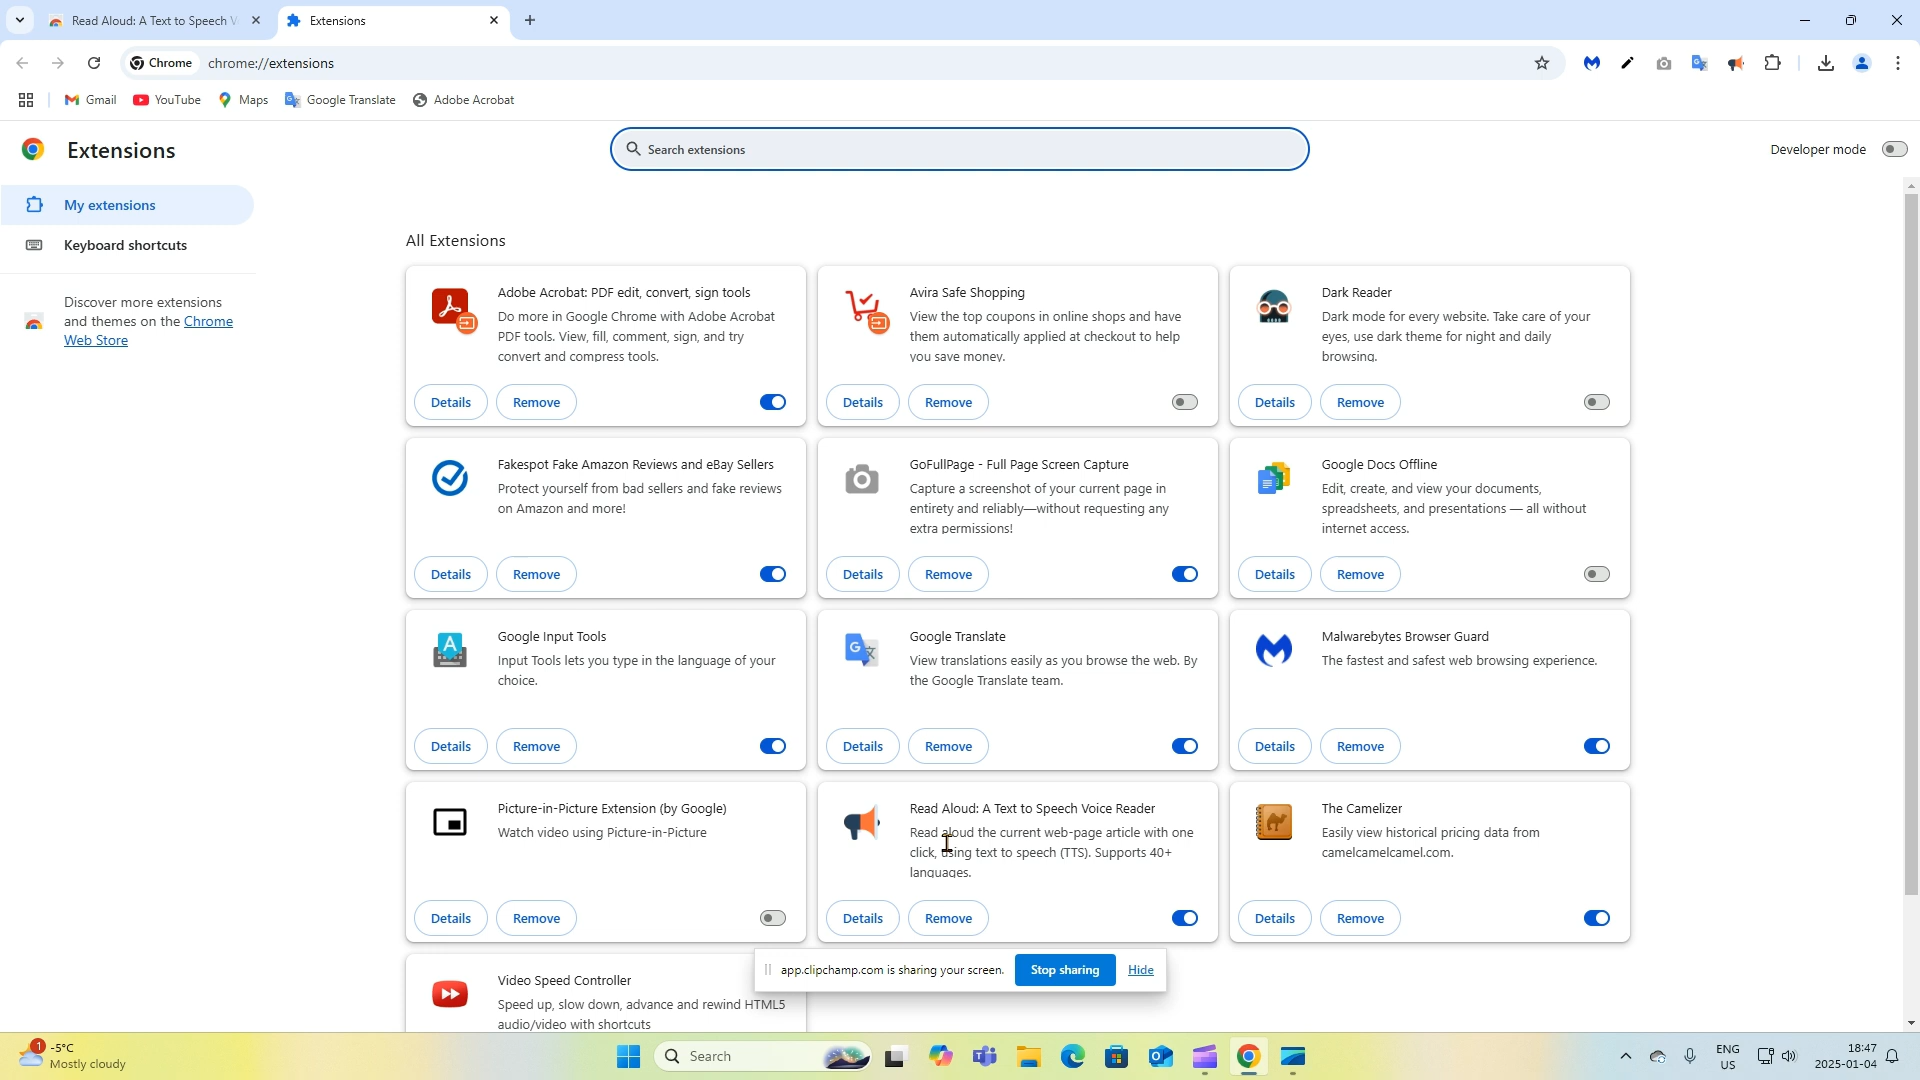 Read Aloud: A Text to Speech V
Extensions
Chrome
chrome://extensions
Gmail
YouTube
Maps
Google Translate
Adobe Acrobat
Extensions
Search extensions
Developer mode
My extensions
Keyboard shortcuts
Discover more extensions
and themes on the Chrome
Web Store
All Extensions
Adobe Acrobat: PDF edit, convert, sign tools
Do more in Google Chrome with Adobe Acrobat
PDF tools. View, fill, comment, sign, and try
convert and compress tools.
Details
Remove
Avira Safe Shopping
View the top coupons in online shops and have
them automatically applied at checkout to help
you save money.
Details
Remove
Dark Reader
Dark mode for every website. Take care of your
eyes, use dark theme for night and daily
browsing.
Details
Remove
Fakespot Fake Amazon Reviews and eBay Sellers
Protect yourself from bad sellers and fake reviews
on Amazon and more!
Details
Remove
GoFullPage - Full Page Screen Capture
Capture a screenshot of your current page in
entirety and reliably—without requesting any
extra permissions!
Details
Remove
Google Docs Offline
Edit, create, and view your documents,
spreadsheets, and presentations — all without
internet access.
Details
Remove
Google Input Tools
Input Tools lets you type in the language of your
choice.
Details
Remove
Google Translate
View translations easily as you browse the web. By
the Google Translate team.
Details
Remove
Malwarebytes Browser Guard
The fastest and safest web browsing experience.
Details
Remove
Picture-in-Picture Extension (by Google)
Watch video using Picture-in-Picture
Details
Remove
Read Aloud: A Text to Speech Voice Reader
Read aloud the current web-page article with one
click, using text to speech (TTS). Supports 40+
languages.
Details
Remove
The Camelizer
Easily view historical pricing data from
camelcamelcamel.com.
Details
Remove
Video Speed Controller
Speed up, slow down, advance and rewind HTML5
audio/video with shortcuts
app.clipchamp.com is sharing your screen.
Stop sharing
Hide
1
-5°C
Mostly cloudy
Search
ENG
US
18:47
2025-01-04